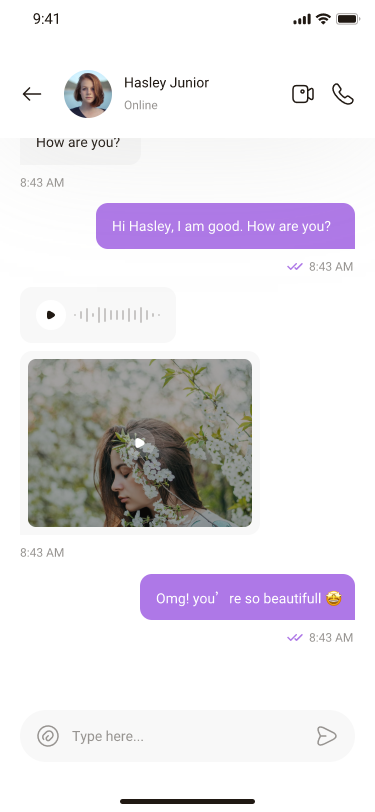 9:41
Hasley Junior
Online
How are you?
8:43 AM
Hi Hasley, I am good. How are you?
8:43 AM
8:43 AM
Omg! you’ re so beautifull 🤩
8:43 AM
Type here...